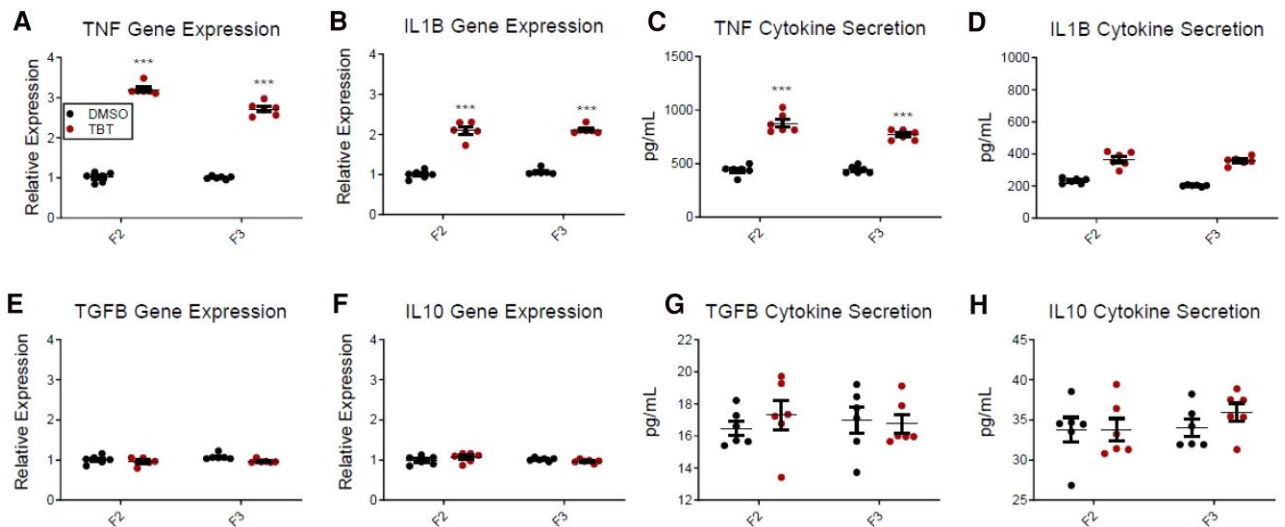 A
TNF Gene Expression
Relative Expression
4
3
2
1
0
DMSO
TBT
***
***
F2
F3
B
IL1B Gene Expression
Relative Expression
4
3
2
1
0
***
***
F2
F3
C
TNF Cytokine Secretion
pg/mL
1500
1000
500
0
***
***
F2
F3
D
IL1B Cytokine Secretion
pg/mL
1000
800
600
400
200
0
F2
F3
E
TGFB Gene Expression
Relative Expression
4
3
2
1
0
F2
F3
F
IL10 Gene Expression
Relative Expression
4
3
2
1
0
F2
F3
G
TGFB Cytokine Secretion
pg/mL
22
20
18
16
14
12
F2
F3
H
IL10 Cytokine Secretion
pg/mL
45
40
35
30
25
F2
F3